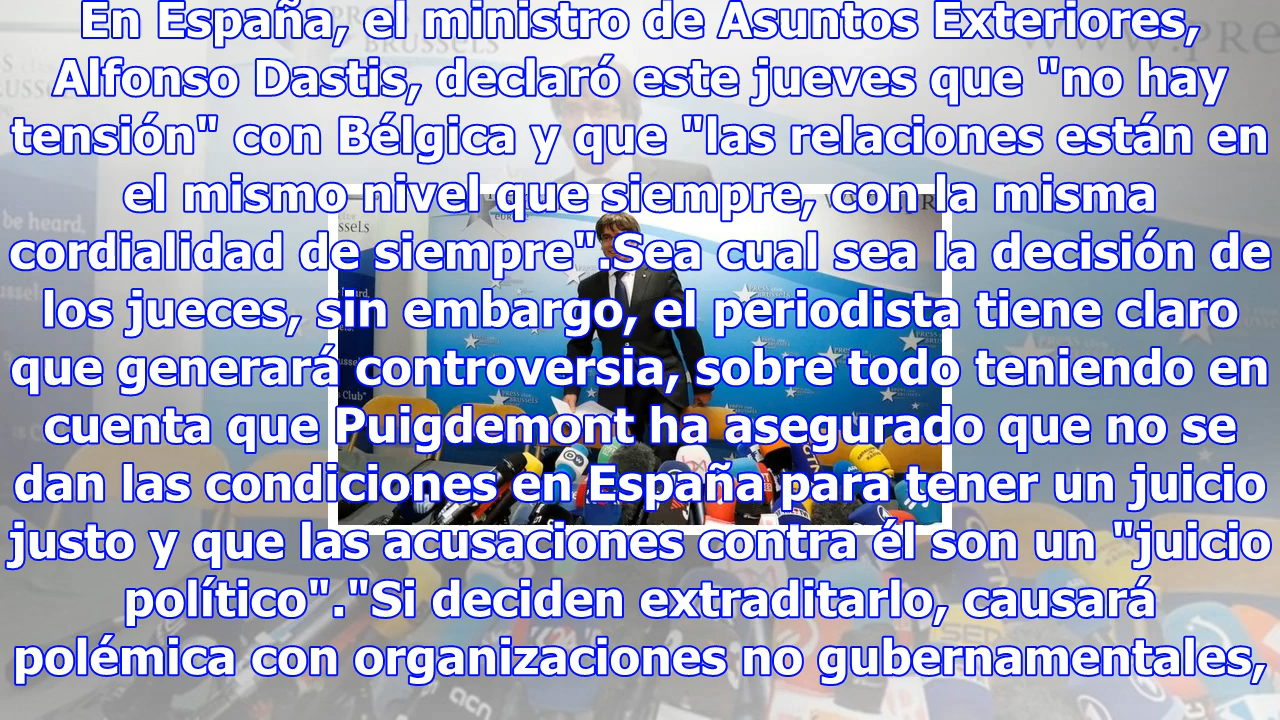 En España, el ministro de Asuntos Exteriores,
Alfonso Dastis, declaró este jueves que "no hay
tensión" con Bélgica y que "las relaciones están en
el mismo nivel que siempre, con la misma
cordialidad de siempre".Sea cual sea la decisión de
los jueces, sin embargo, el periodista tiene claro
que generará controversia, sobre todo teniendo en
cuenta que Puigdemont ha asegurado que no se
dan las condiciones en España para tener un juicio
justo y que las acusaciones contra él son un "juicio
político"."Si deciden extraditarlo, causará
polémica con organizaciones no gubernamentales,